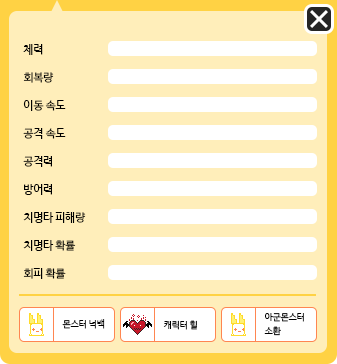 체력
회복량
이동 속도
공격 속도
공격력
방어력
치명타 피해량
치명타 확률
회피 확률
몬스터 넉백
캐릭터 힐
아군몬스터
소환